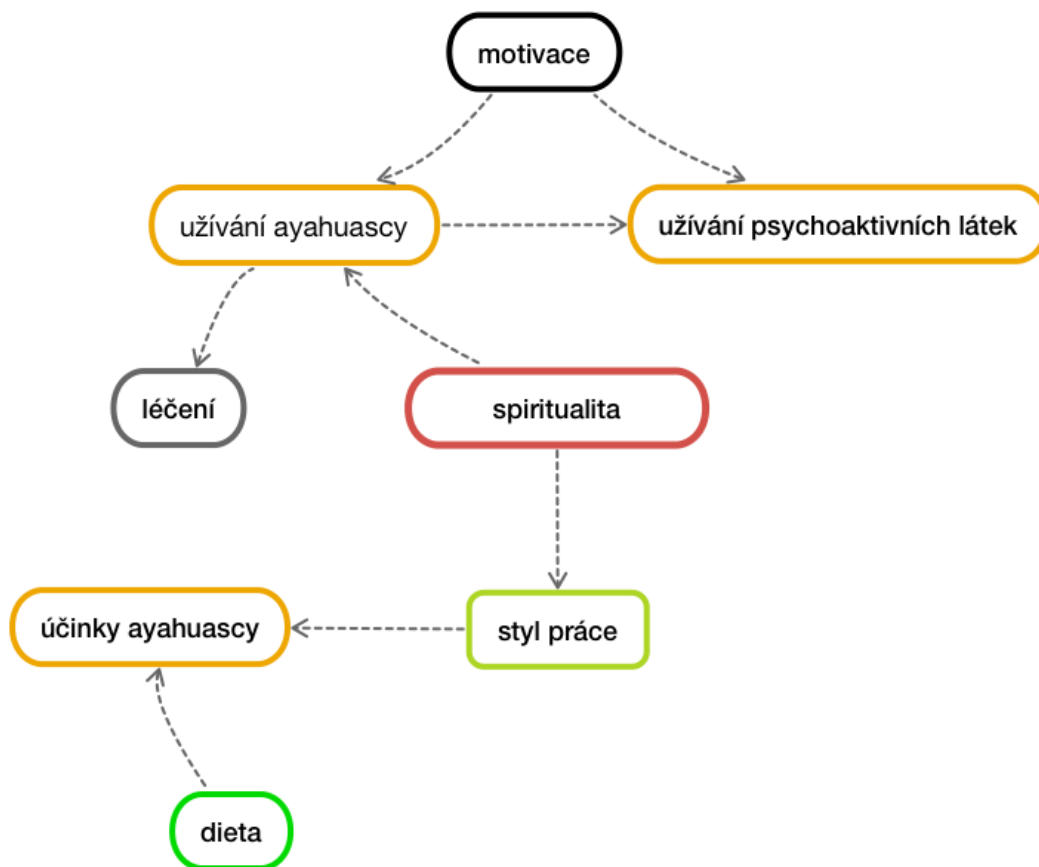 motivace
užívání ayahuascy
užívání psychoaktivních látek
léčení
spiritualita
účinky ayahuascy
styl práce
dieta